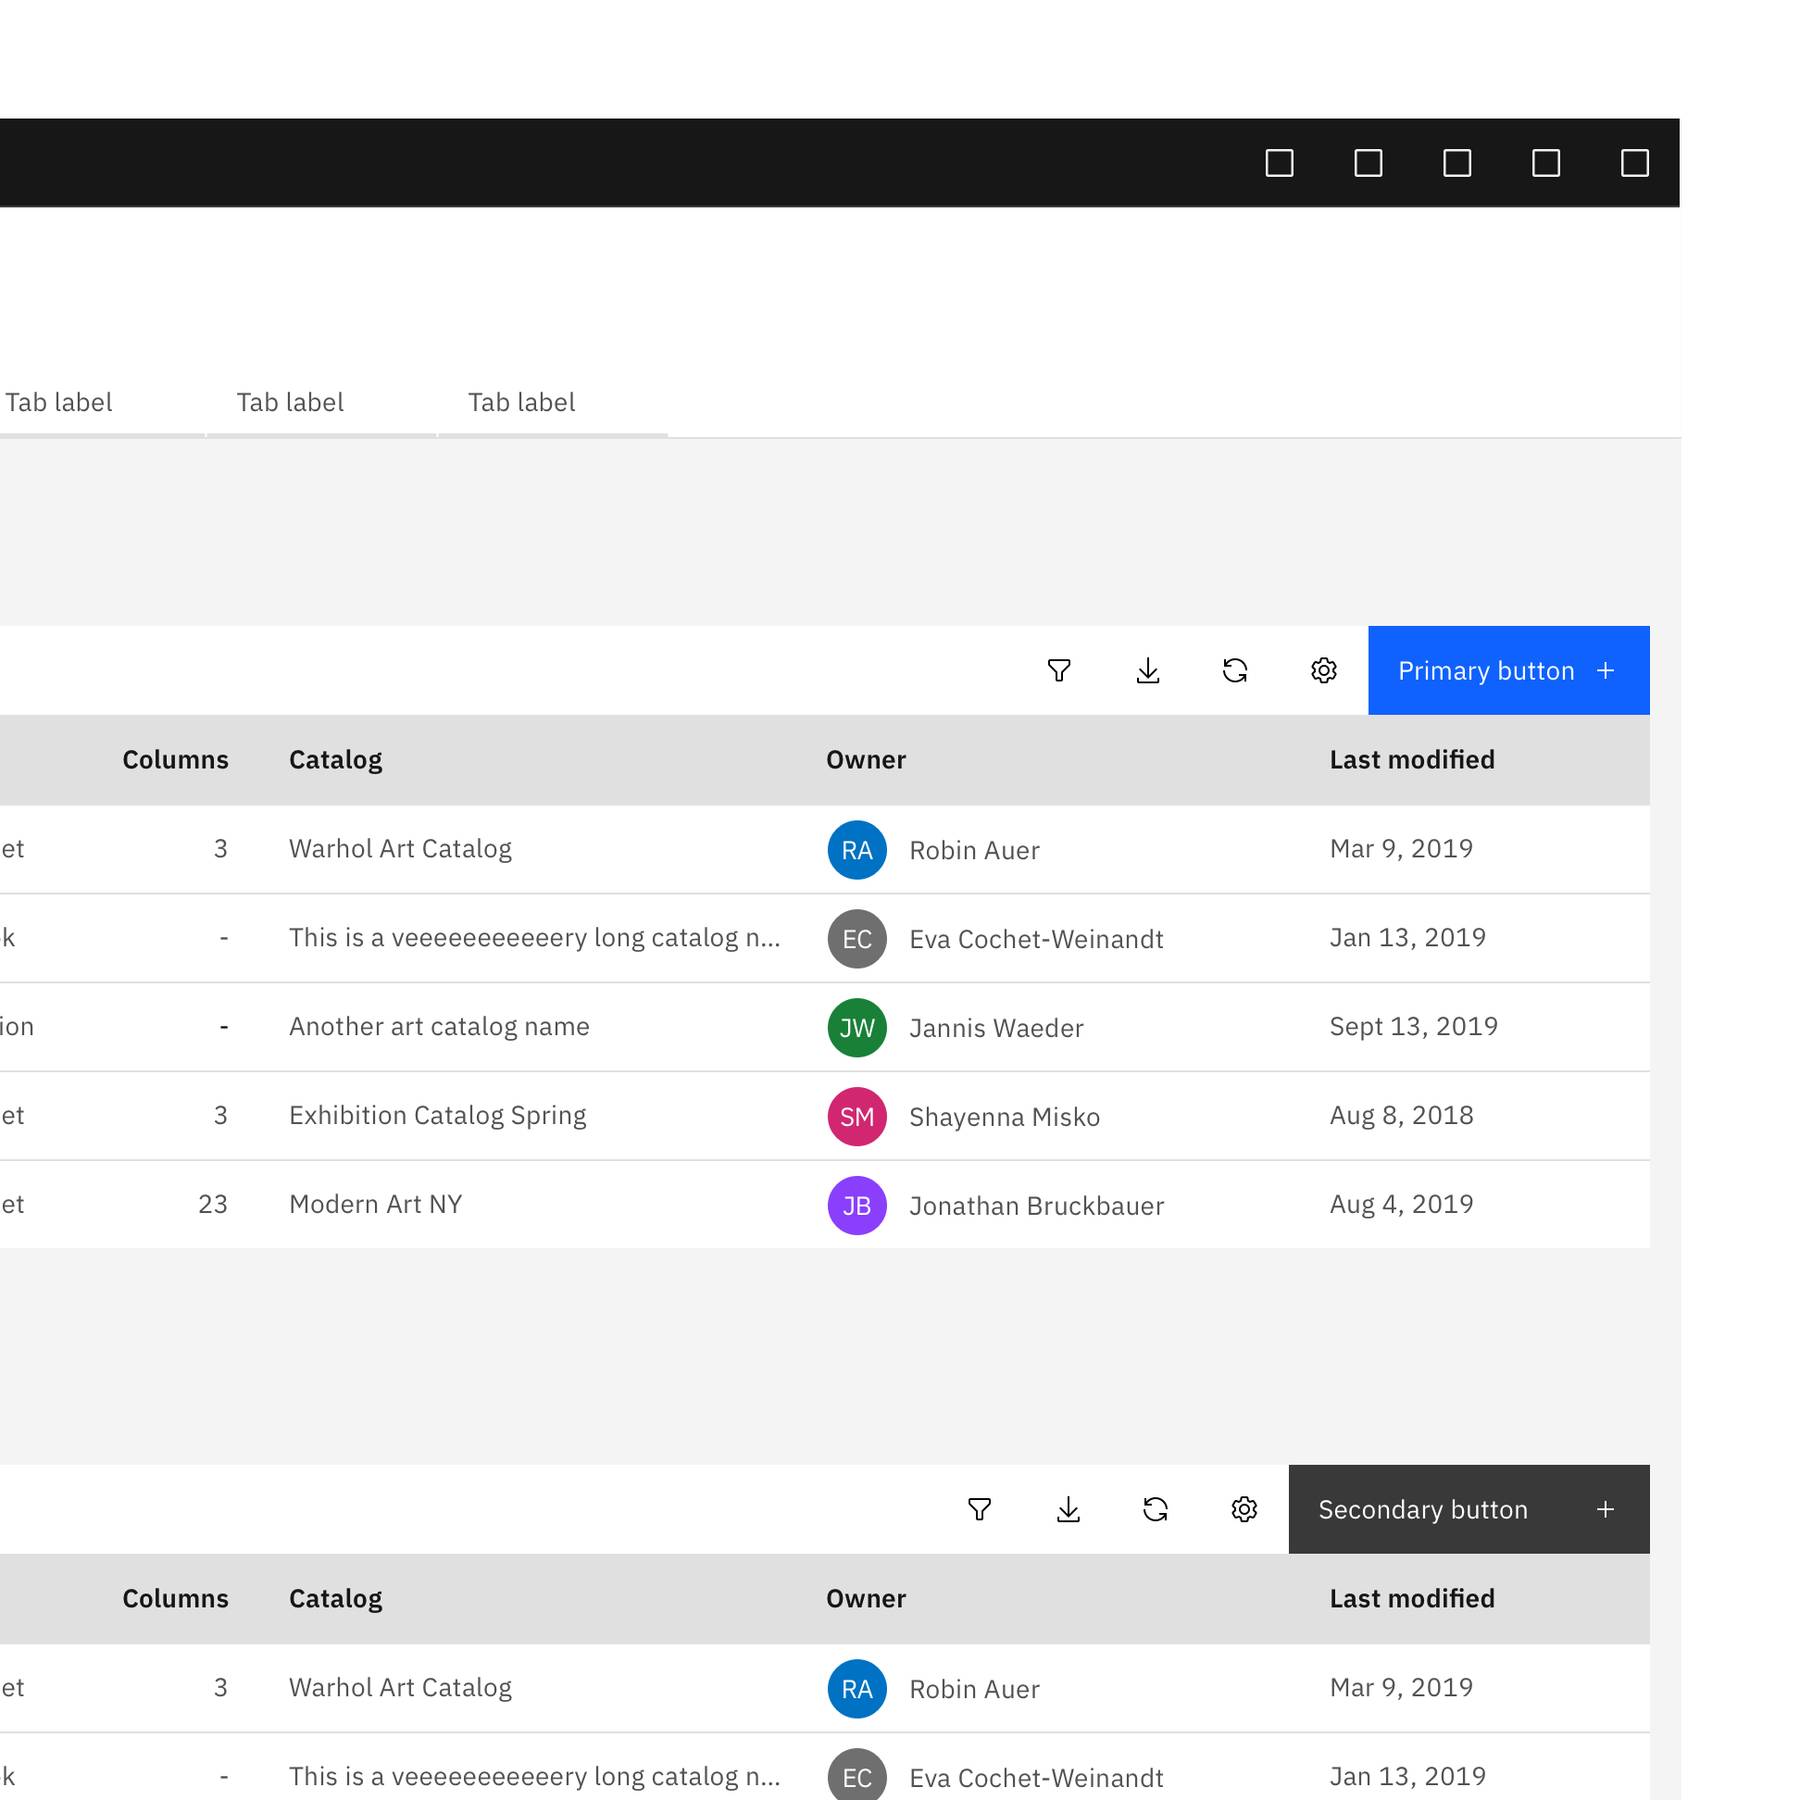 Tab label Tab label Tab label
Primary button
Columns Catalog Owner Last modified
et 3 Warhol Art Catalog RA Robin Auer Mar 9, 2019
k - This is a veeeeeeeeeeery long catalog n... EC Eva Cochet-Weinandt Jan 13, 2019
ion - Another art catalog name JW Jannis Waeder Sept 13, 2019
et 3 Exhibition Catalog Spring SM Shayenna Misko Aug 8, 2018
et 23 Modern Art NY JB Jonathan Bruckbauer Aug 4, 2019
Secondary button
Columns Catalog Owner Last modified
et 3 Warhol Art Catalog RA Robin Auer Mar 9, 2019
k - This is a veeeeeeeeeeery long catalog n... EC Eva Cochet-Weinandt Jan 13, 2019